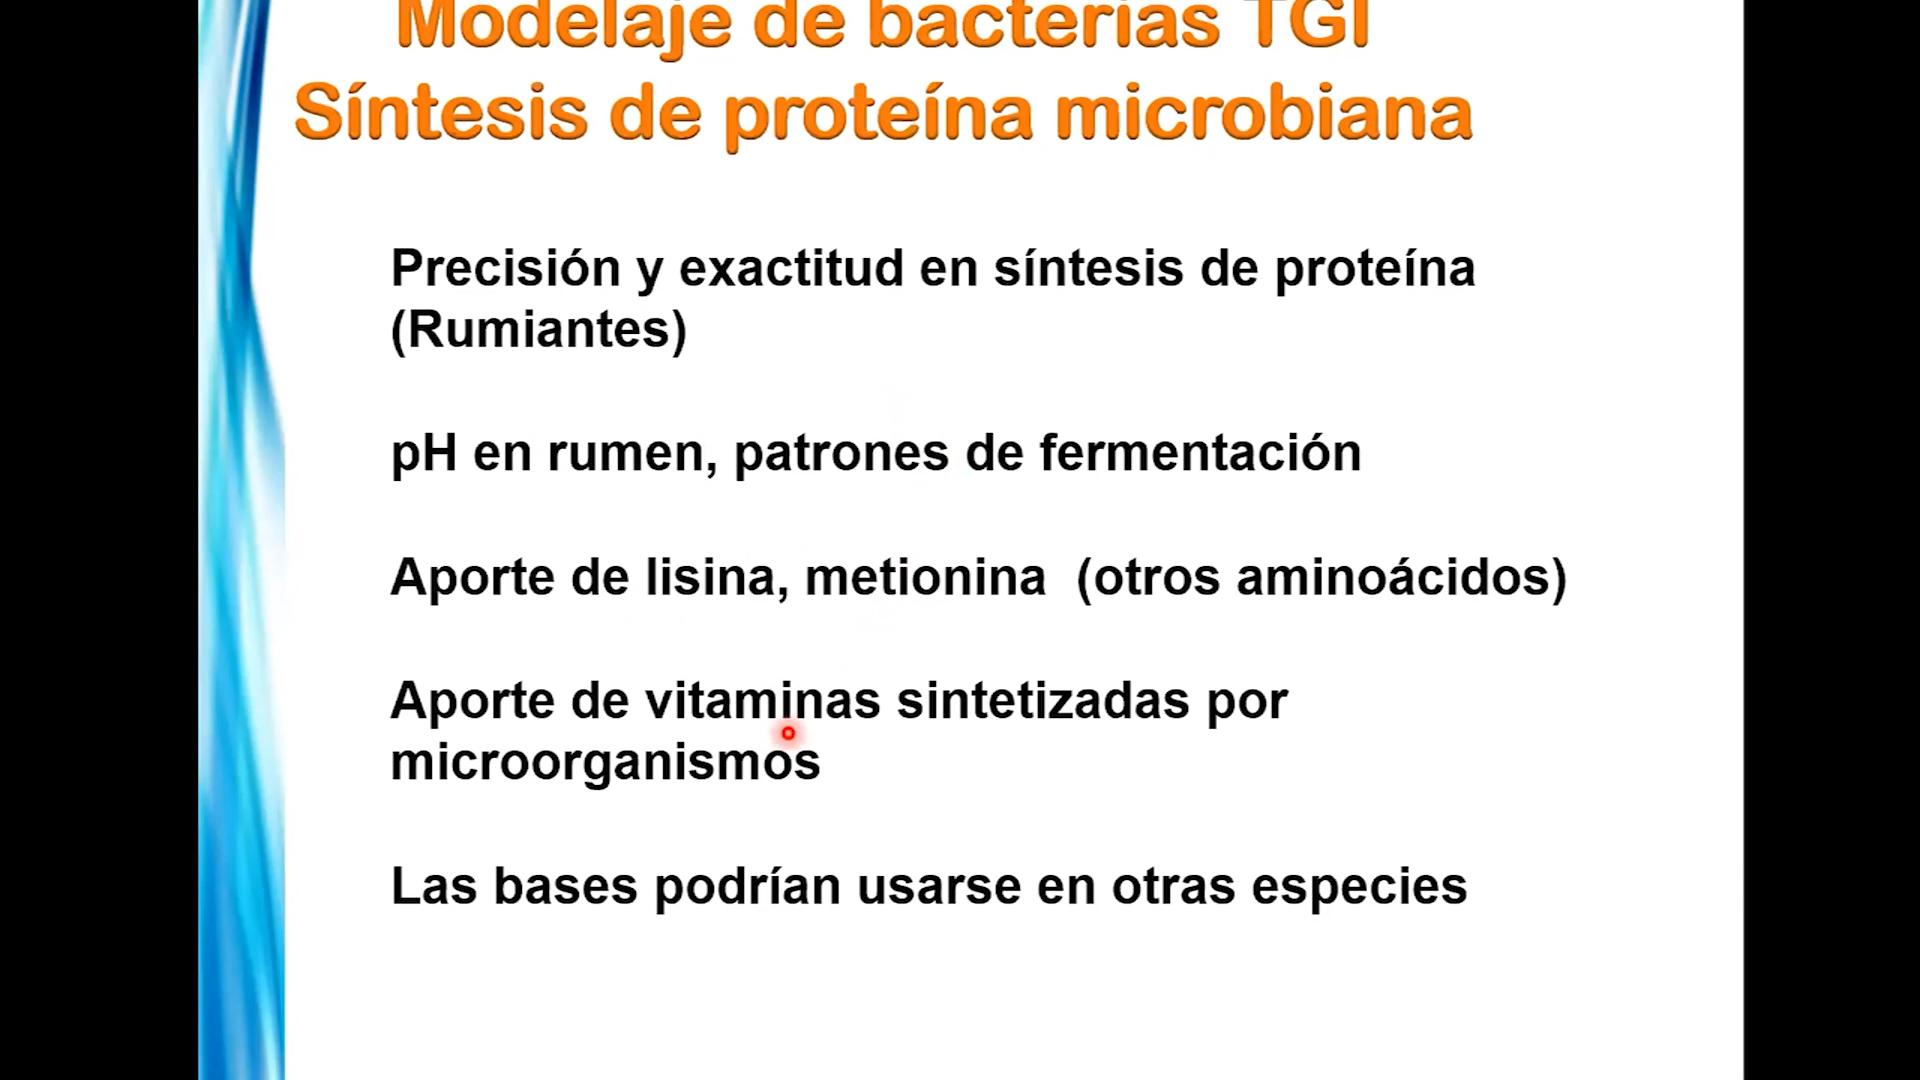 Modelaje de bacterias TGI
Síntesis de proteína microbiana
Precisión y exactitud en síntesis de proteína
(Rumiantes)
pH en rumen, patrones de fermentación
Aporte de lisina, metionina (otros aminoácidos)
Aporte de vitaminas sintetizadas por
microorganismos
Las bases podrían usarse en otras especies